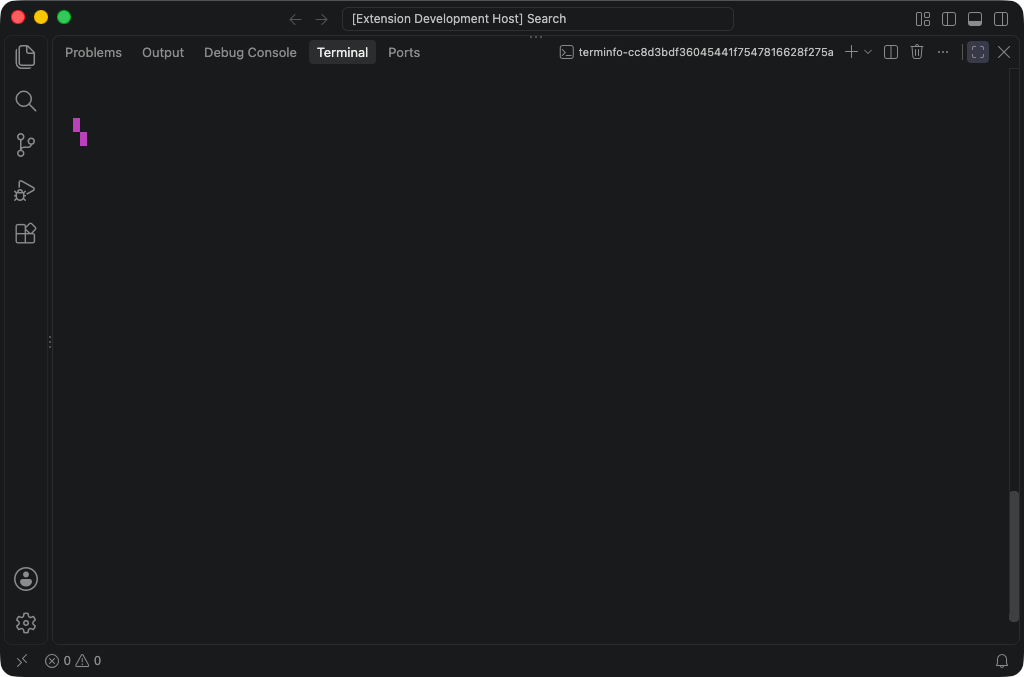 [Extension Development Host] Search
Problems Output Debug Console Terminal Ports terminfo-cc8d3bdf36045441f7547816628f275a
0 0